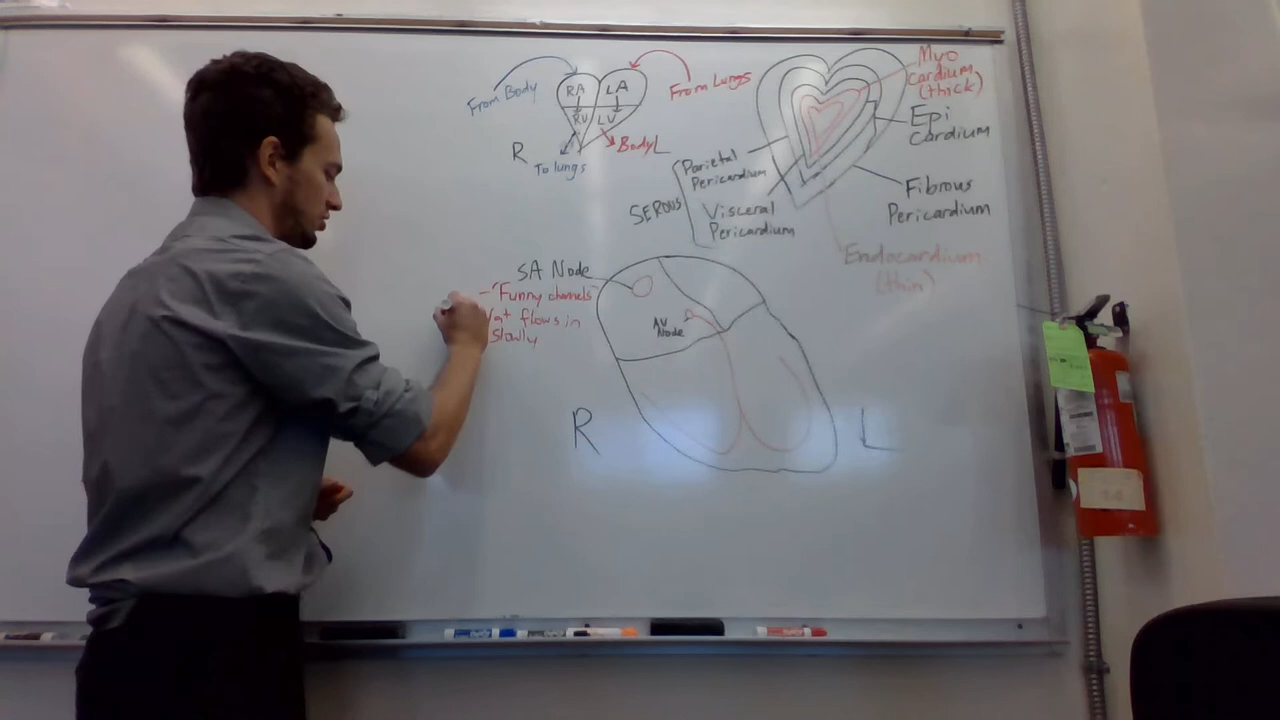 From Body
RA
LA
From Lungs
RV
LV
R
To lungs
Body
L
Myo
cardium
(thick)
Epi
Cardium
Parietal
Pericardium
SEROUS
Visceral
Pericardium
Fibrous
Pericardium
Endocardium
(thin)
SA Node
- "Funny channels"
flows in
Slowly
AV
Node
R
L